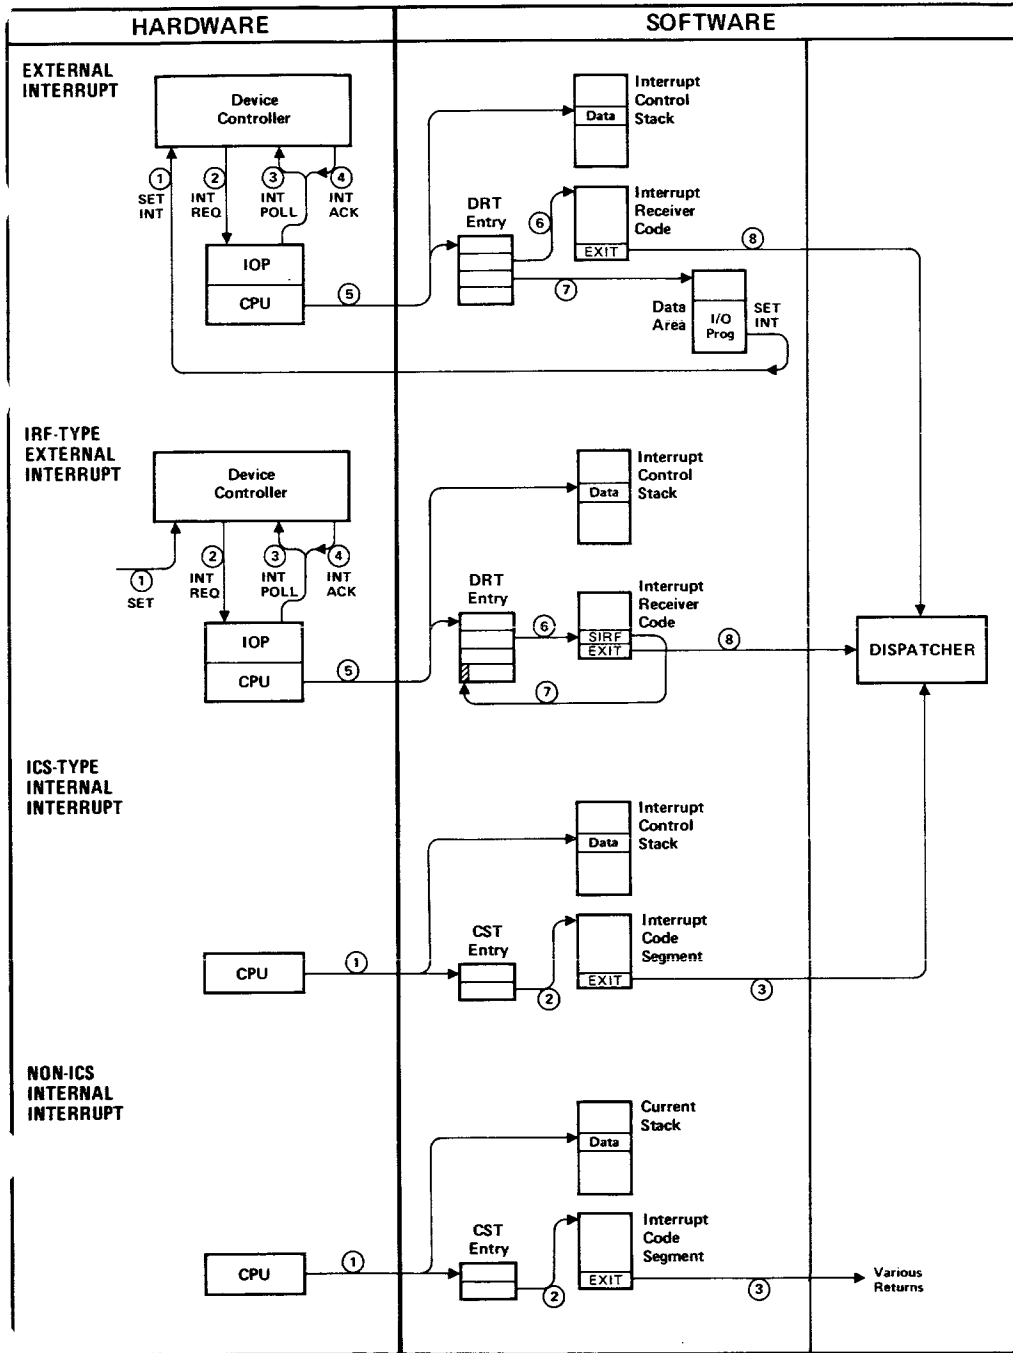 HARDWARE
SOFTWARE
EXTERNAL
INTERRUPT
Device
Controller
1
SET
INT
2
INT
REQ
3
INT
POLL
4
INT
ACK
IOP
CPU
5
Data
Interrupt
Control
Stack
DRT
Entry
6
Interrupt
Receiver
Code
EXIT
8
7
Data
Area
I/O
Prog
SET
INT
IRF-TYPE
EXTERNAL
INTERRUPT
Device
Controller
1
SET
2
INT
REQ
3
INT
POLL
4
INT
ACK
IOP
CPU
5
Data
Interrupt
Control
Stack
DRT
Entry
6
Interrupt
Receiver
Code
SIRF
EXIT
8
7
DISPATCHER
ICS-TYPE
INTERNAL
INTERRUPT
CPU
1
Data
Interrupt
Control
Stack
CST
Entry
2
Interrupt
Code
Segment
EXIT
3
NON-ICS
INTERNAL
INTERRUPT
CPU
1
Data
Current
Stack
CST
Entry
2
Interrupt
Code
Segment
EXIT
3
Various
Returns